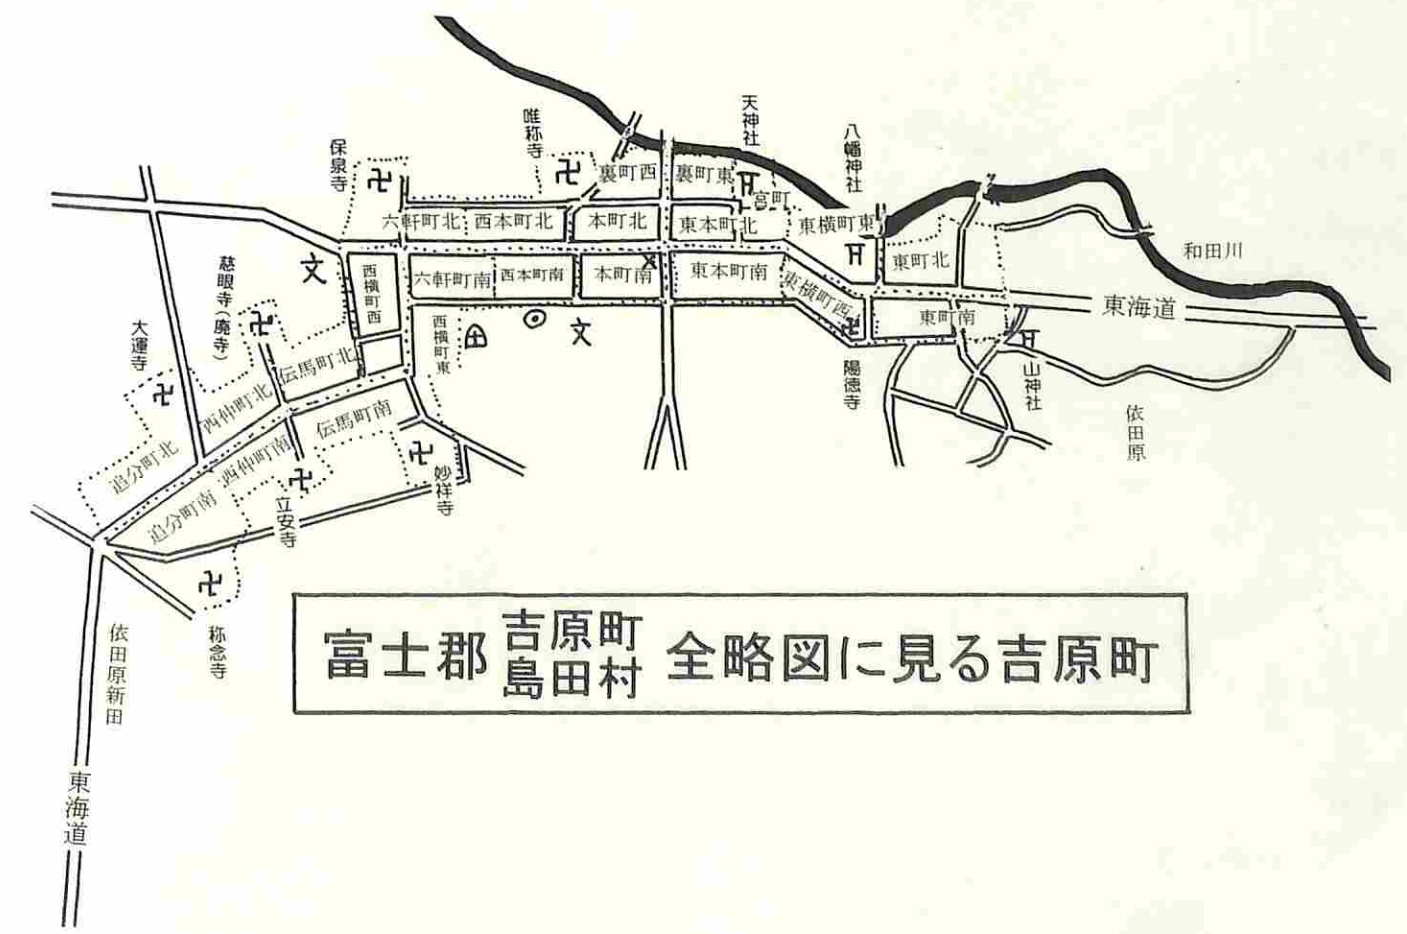 天神社
唯称寺
八幡神社
保泉寺
裏町西
裏町東
宮町
六軒町北
西本町北
本町北
東本町北
東横町東
和田川
慈眼寺(廃寺)
文
西横町西
六軒町南
西本町南
本町南
東本町南
東横町西
東町北
東海道
東町南
大運寺
西横町東
文
陽徳寺
山神社
依田原
伝馬町北
西仲町北
伝馬町南
追分町北
西仲町南
追分町南
立安寺
妙祥寺
称念寺
依田原新田
東海道
富士郡 吉原町 島田村 全略図に見る吉原町